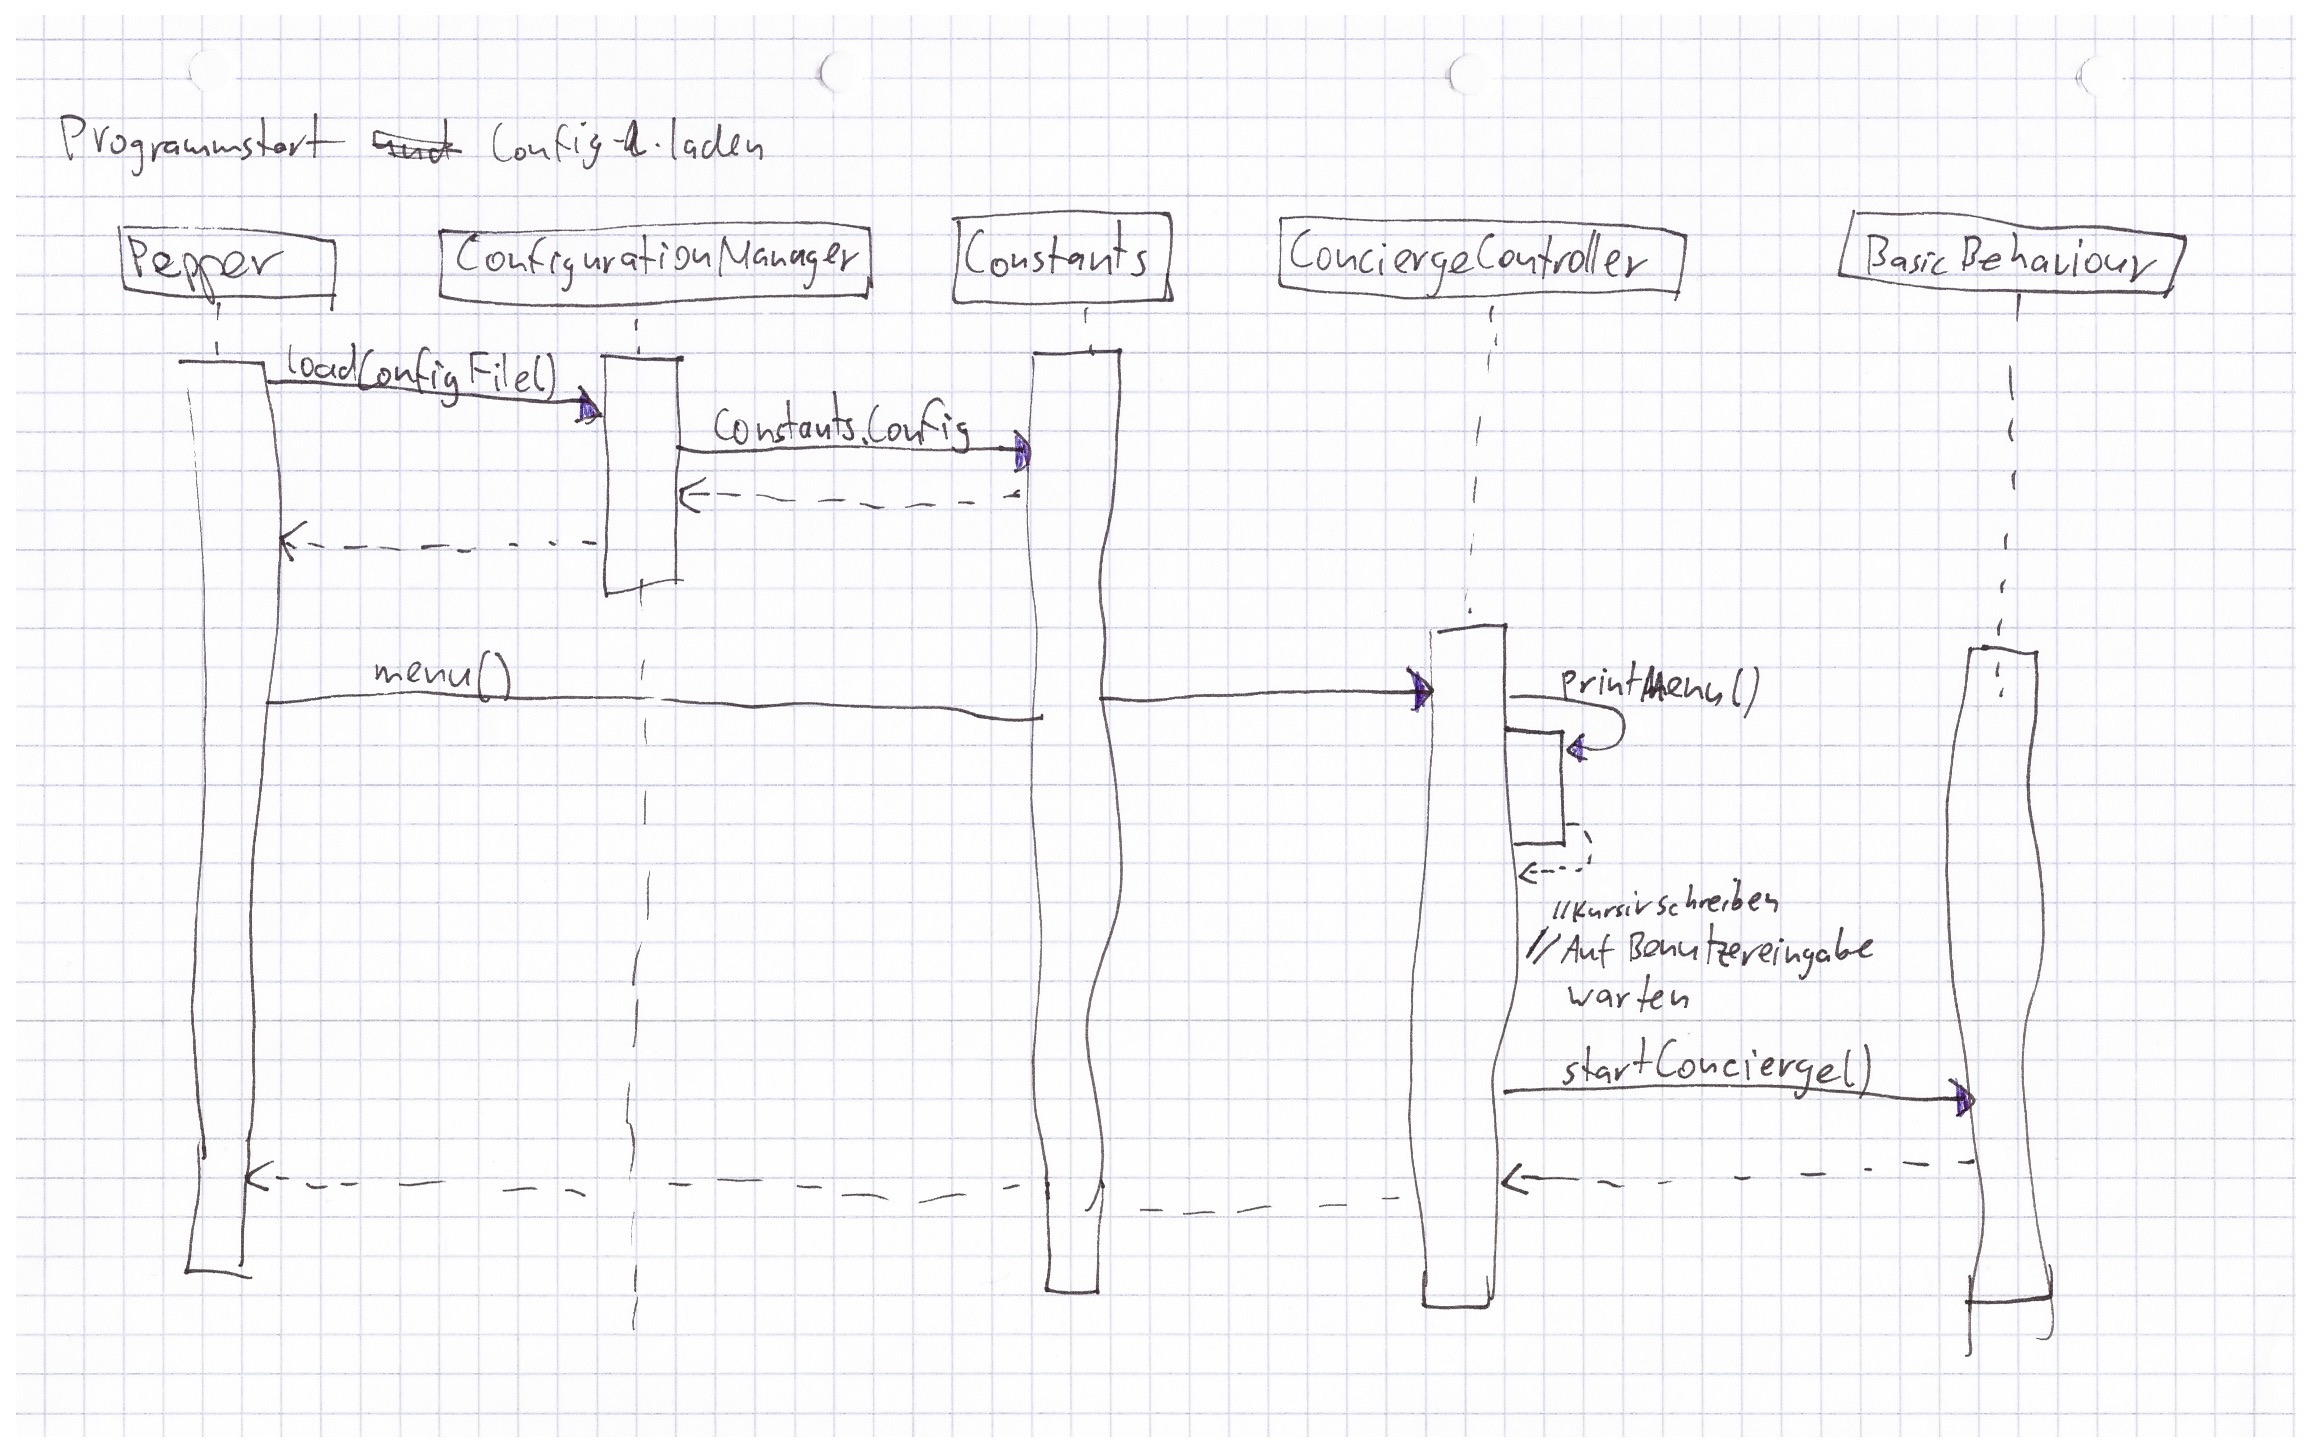 Programmstart und Config-d. laden
Pepper
ConfigurationManager
Constants
ConciergeController
BasicBehaviour
loadConfigFile()
Constants.Config
menu()
printMenu()
//Kursiv schreiben
//Auf Benutzereingabe
warten
startConcierge()